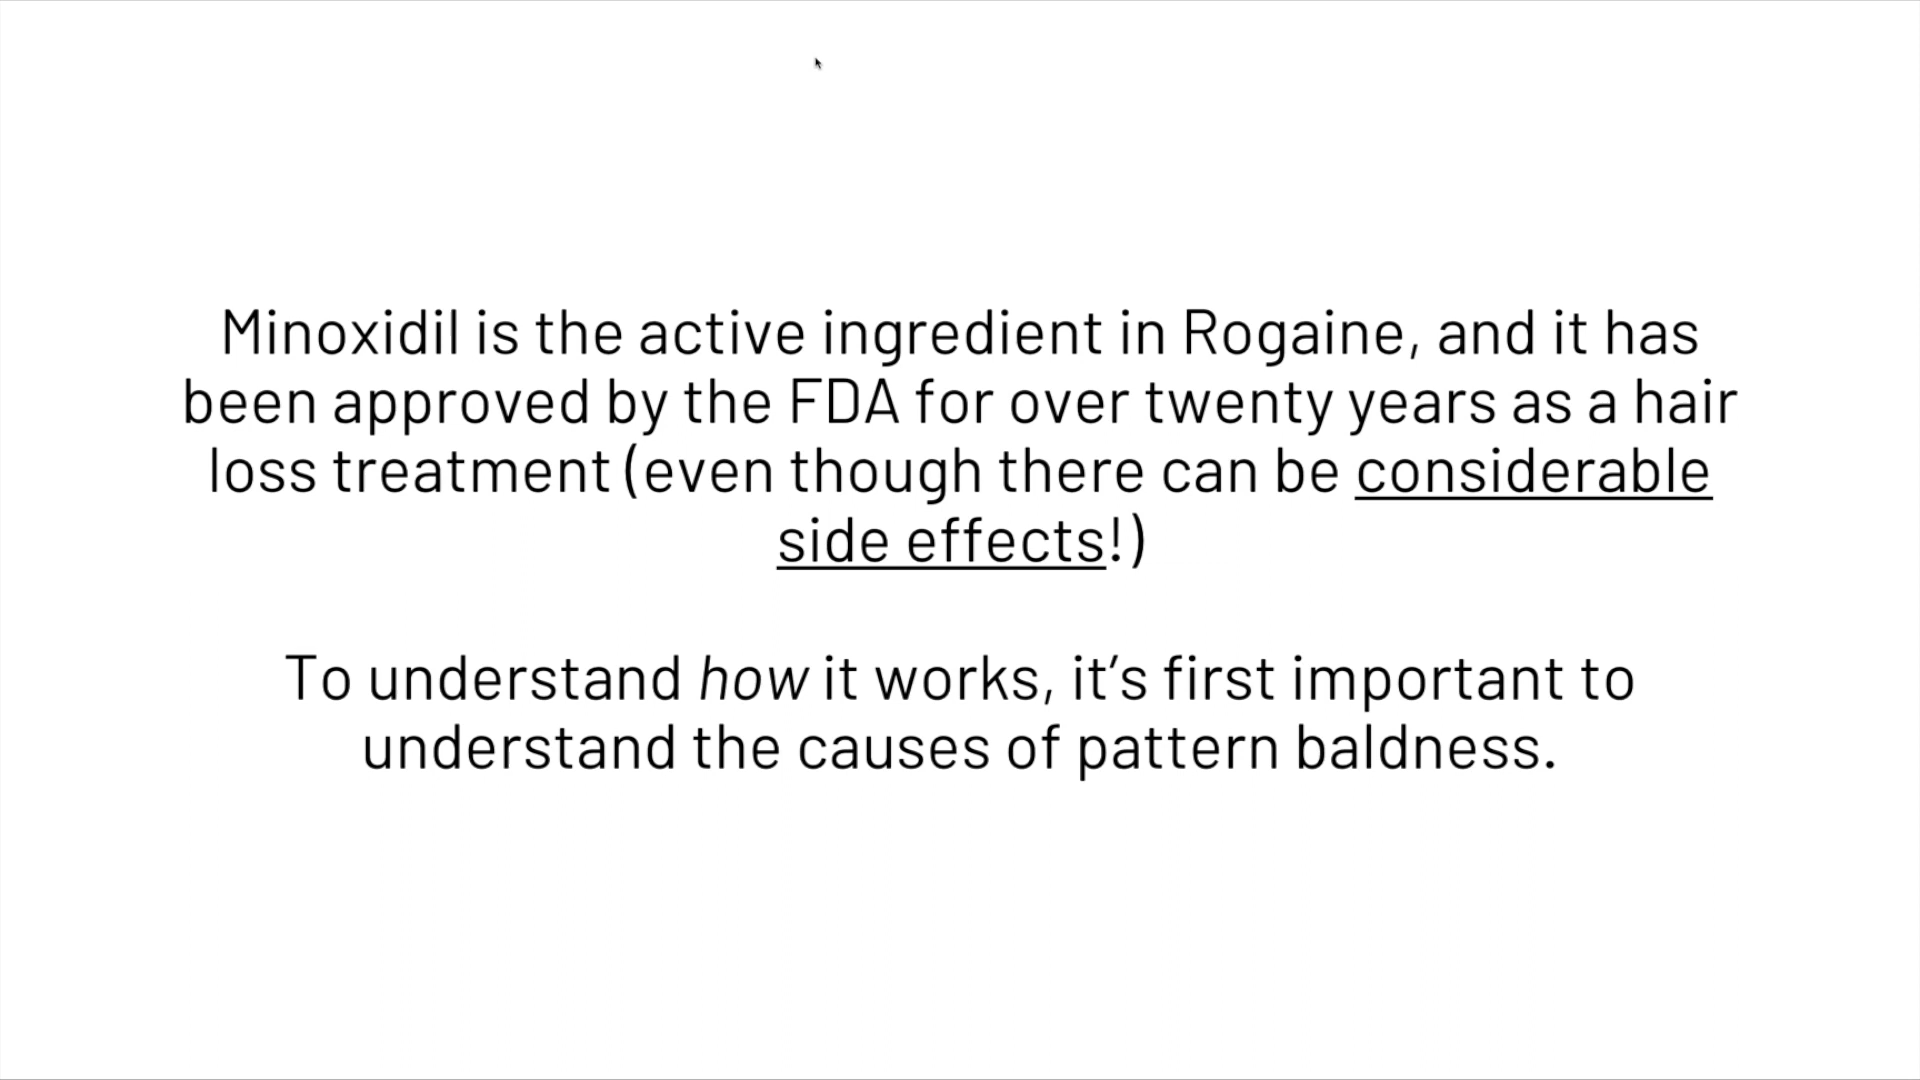 Minoxidil is the active ingredient in Rogaine, and it has
been approved by the FDA for over twenty years as a hair
loss treatment (even though there can be considerable
side effects!)
To understand how it works, it’s first important to
understand the causes of pattern baldness.